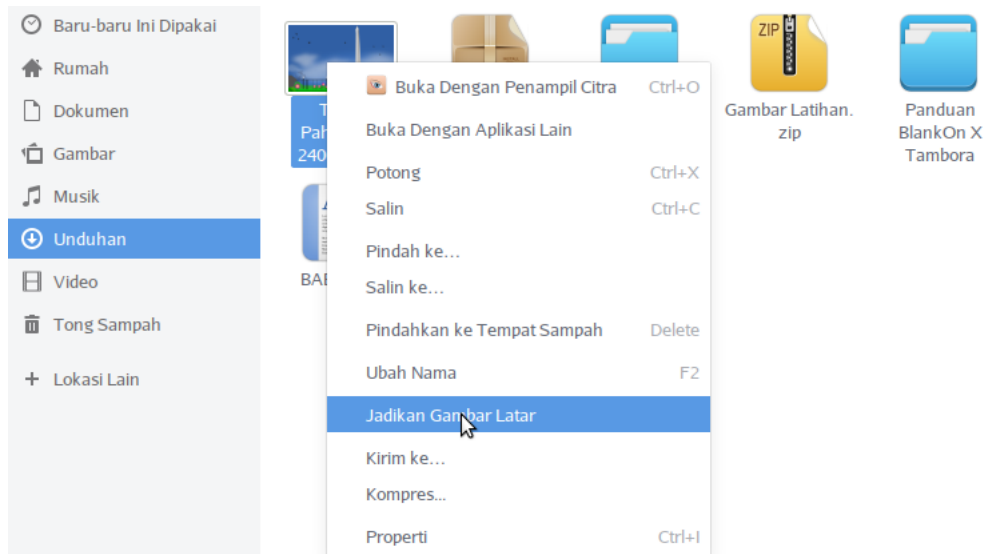 Baru-baru Ini Dipakai
Rumah
Dokumen
Gambar
Musik
Unduhan
Video
Tong Sampah
Lokasi Lain
ZIP
Gambar Latihan.
zip
Panduan
BlankOn X
Tambora
Buka Dengan Penampil Citra Ctrl+O
Buka Dengan Aplikasi Lain
Potong Ctrl+X
Salin Ctrl+C
Pindah ke...
Salin ke...
Pindahkan ke Tempat Sampah Delete
Ubah Nama F2
Jadikan Gambar Latar
Kirim ke...
Kompres...
Properti Ctrl+I